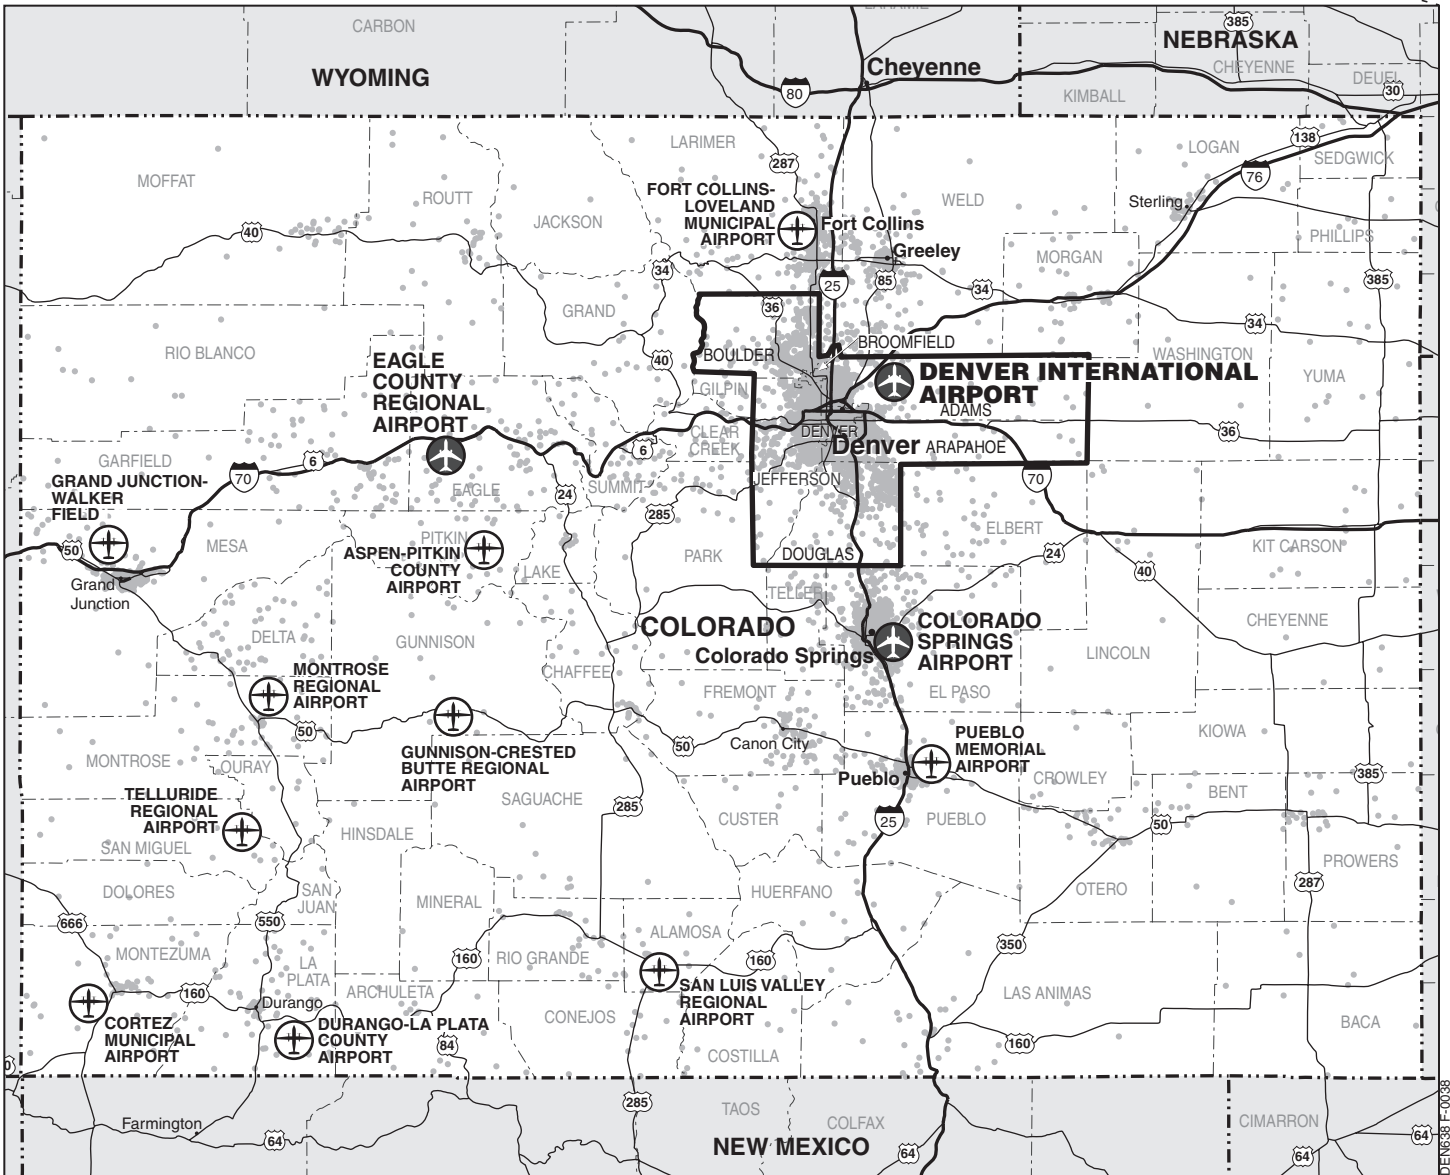 LARAMIE
385
CARBON
NEBRASKA
WYOMING
Cheyenne
CHEYENNE
DEUEL
80
KIMBALL
30
LARIMER
138
LOGAN
287
SEDGWICK
76
MOFFAT
ROUTT
FORT COLLINS-
LOVELAND
MUNICIPAL
AIRPORT
WELD
Sterling
JACKSON
Fort Collins
40
PHILLIPS
Greeley
MORGAN
34
25
85
34
385
GRAND
36
34
BROOMFIELD
RIO BLANCO
BOULDER
WASHINGTON
40
EAGLE
COUNTY
REGIONAL
AIRPORT
DENVER INTERNATIONAL
AIRPORT
YUMA
GILPIN
ADAMS
CLEAR
CREEK
DENVER
36
Denver
ARAPAHOE
6
6
GARFIELD
70
GRAND JUNCTION-
WALKER
FIELD
JEFFERSON
70
EAGLE
24
SUMMIT
285
ELBERT
PITKIN
50
MESA
ASPEN-PITKIN
COUNTY
AIRPORT
PARK
DOUGLAS
24
KIT CARSON
LAKE
40
Grand
Junction
TELLER
COLORADO
COLORADO
SPRINGS
AIRPORT
CHEYENNE
DELTA
GUNNISON
Colorado Springs
LINCOLN
MONTROSE
REGIONAL
AIRPORT
CHAFFEE
FREMONT
EL PASO
50
50
Canon City
PUEBLO
MEMORIAL
AIRPORT
KIOWA
GUNNISON-CRESTED
BUTTE REGIONAL
AIRPORT
MONTROSE
OURAY
Pueblo
CROWLEY
385
TELLURIDE
REGIONAL
AIRPORT
SAGUACHE
285
BENT
HINSDALE
CUSTER
25
PUEBLO
50
SAN MIGUEL
PROWERS
DOLORES
SAN
JUAN
MINERAL
HUERFANO
OTERO
287
666
550
ALAMOSA
350
MONTEZUMA
LA
PLATA
160
RIO GRANDE
160
160
ARCHULETA
SAN LUIS VALLEY
REGIONAL
AIRPORT
LAS ANIMAS
Durango
CORTEZ
MUNICIPAL
AIRPORT
DURANGO-LA PLATA
COUNTY
AIRPORT
CONEJOS
BACA
84
160
COSTILLA
285
TAOS
COLFAX
CIMARRON
Farmington
64
NEW MEXICO
64
64
64
DEN638 F-0038